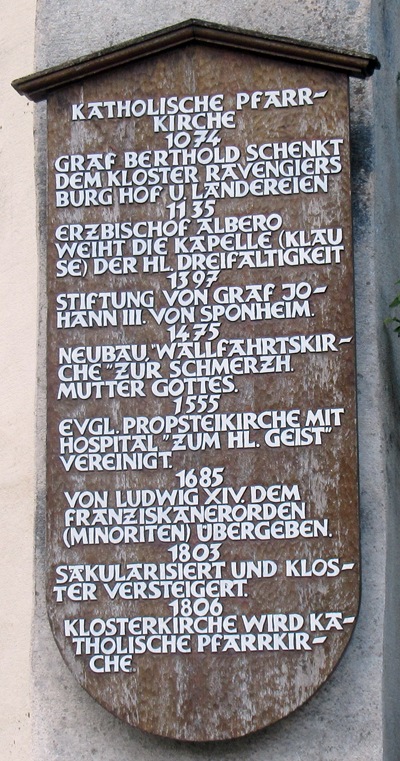 KATHOLISCHE PFARR-
KIRCHE
1074
GRAF BERTHOLD SCHENKT
DEM KLOSTER RAVENGIERS
BURG HOF U. LÄNDEREIEN
1135
ERZBISCHOF ALBERO
WEIHT DIE KAPELLE (KLAU
SE) DER HL. DREIFALTIGKEIT
1397
STIFTUNG VON GRAF JO-
HANN III. VON SPONHEIM.
1475
NEUBAU, "WALLFAHRTSKIR-
CHE "ZUR SCHMERZH.
MUTTER GOTTES.
1555
EVGL. PROPSTEIKIRCHE MIT
HOSPITAL "ZUM HL. GEIST"
VEREINIGT.
1685
VON LUDWIG XIV. DEM
FRANZISKANERORDEN
(MINORITEN) ÜBERGEBEN.
1803
SÄKULARISIERT UND KLOS-
TER VERSTEIGERT.
1806
KLOSTERKIRCHE WIRD KA-
THOLISCHE PFARRKIR-
CHE.